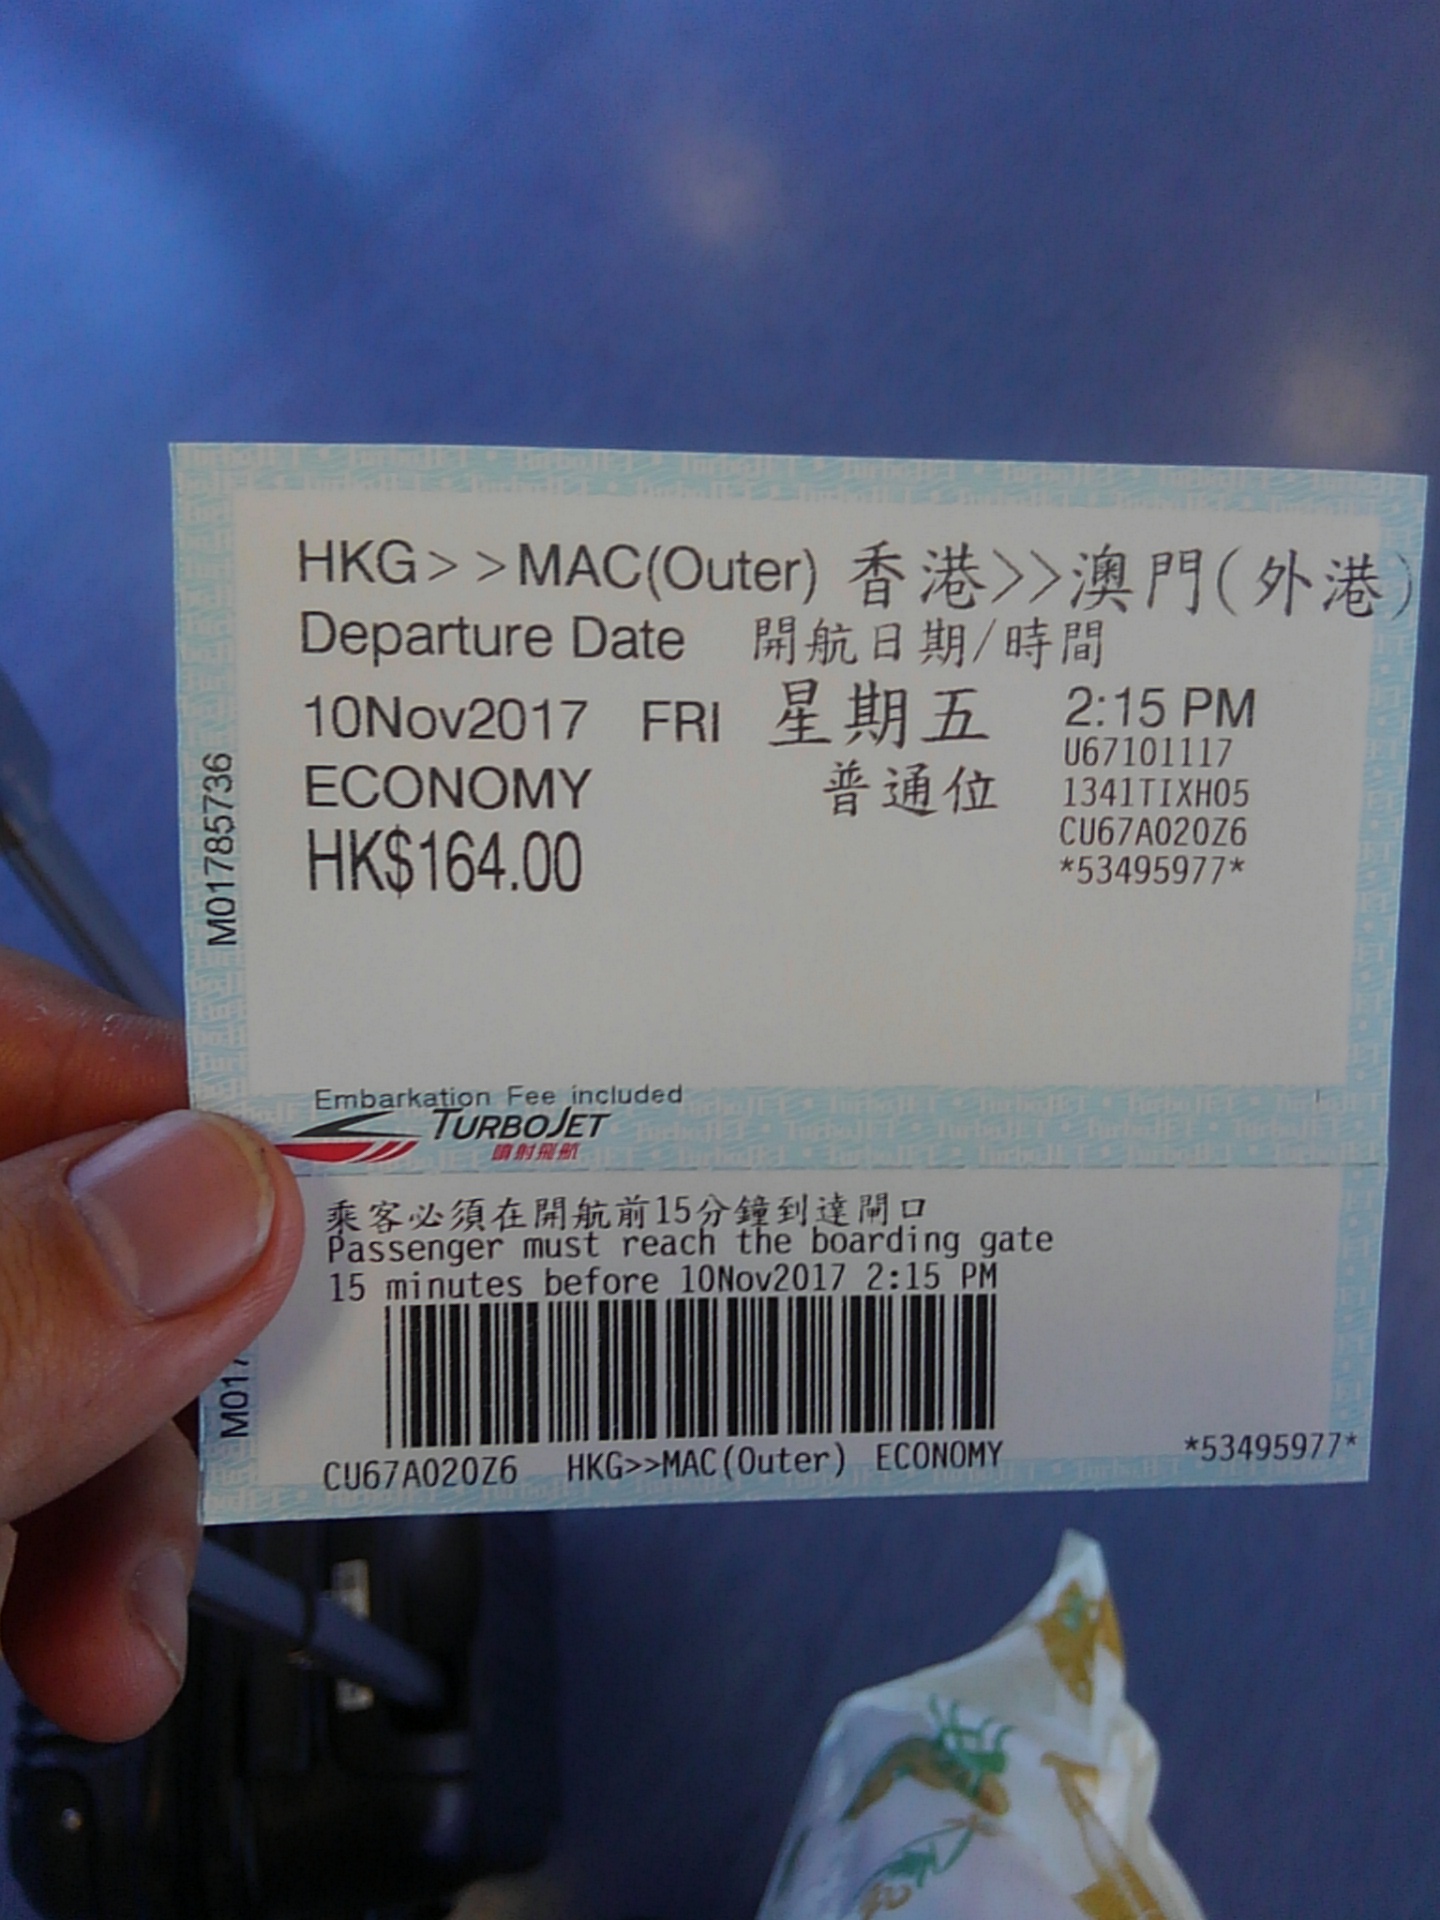 HKG>>MAC(Outer) 香港>>澳門(外港)
Departure Date 開航日期/時間
10Nov2017 FRI 星期五 2:15 PM
U67101117
ECONOMY 普通位 1341TIXH05
CU67A020Z6
HK$164.00 *53495977*
M01785736
Embarkation Fee included
TURBOJET
噴射飛航
乘客必須在開航前15分鐘到達閘口
Passenger must reach the boarding gate
15 minutes before 10Nov2017 2:15 PM
M017
CU67A020Z6 HKG>>MAC(Outer) ECONOMY *53495977*